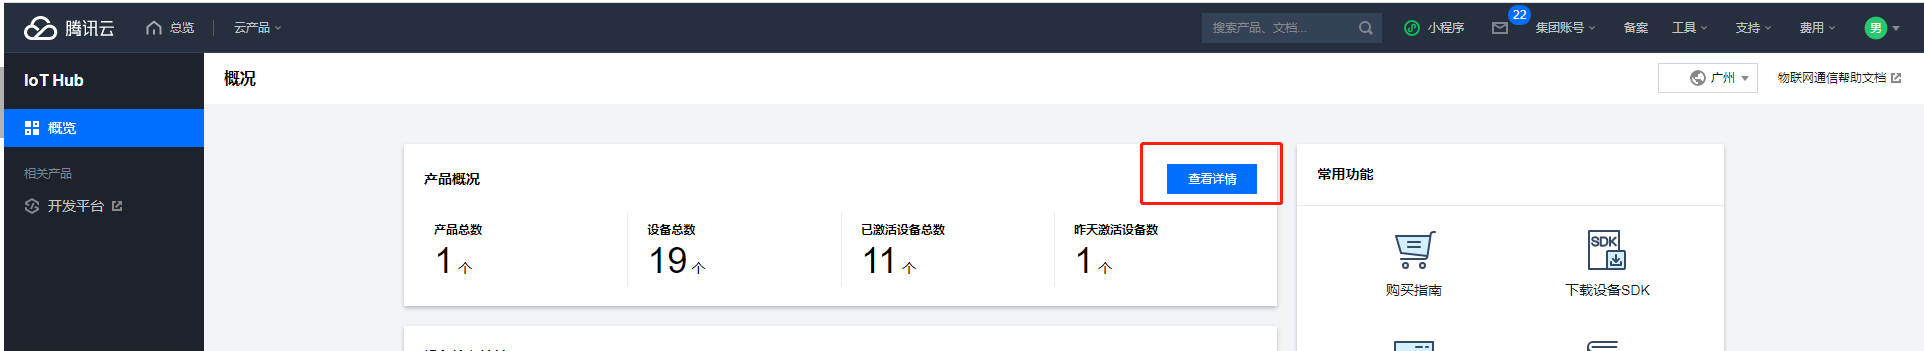 腾讯云 总览 云产品 搜索产品、文档... 小程序 22 集团账号 备案 工具 支持 费用 男
IoT Hub
概况
广州
物联网通信帮助文档
概览
相关产品
开发平台
产品概况
查看详情
常用功能
产品总数
设备总数
已激活设备总数
昨天激活设备数
1 个
19 个
11 个
1 个
SDK
购买指南
下载设备SDK